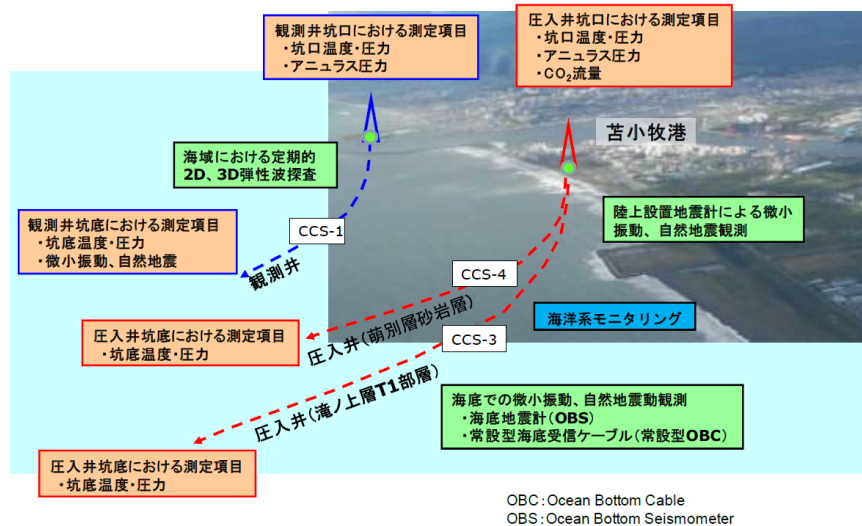 観測井坑口における測定項目
・坑口温度・圧力
・アニュラス圧力
圧入井坑口における測定項目
・坑口温度・圧力
・アニュラス圧力
・CO₂流量
苫小牧港
海域における定期的
2D、3D弾性波探査
陸上設置地震計による微小
振動、自然地震観測
観測井坑底における測定項目
・坑底温度・圧力
・微小振動、自然地震
CCS-1
観測井
CCS-4
圧入井(萌別層砂岩層)
海洋系モニタリング
圧入井坑底における測定項目
・坑底温度・圧力
CCS-3
圧入井(滝ノ上層T1部層)
海底での微小振動、自然地震動観測
・海底地震計(OBS)
・常設型海底受信ケーブル(常設型OBC)
圧入井坑底における測定項目
・坑底温度・圧力
OBC:Ocean Bottom Cable
OBS:Ocean Bottom Seismometer